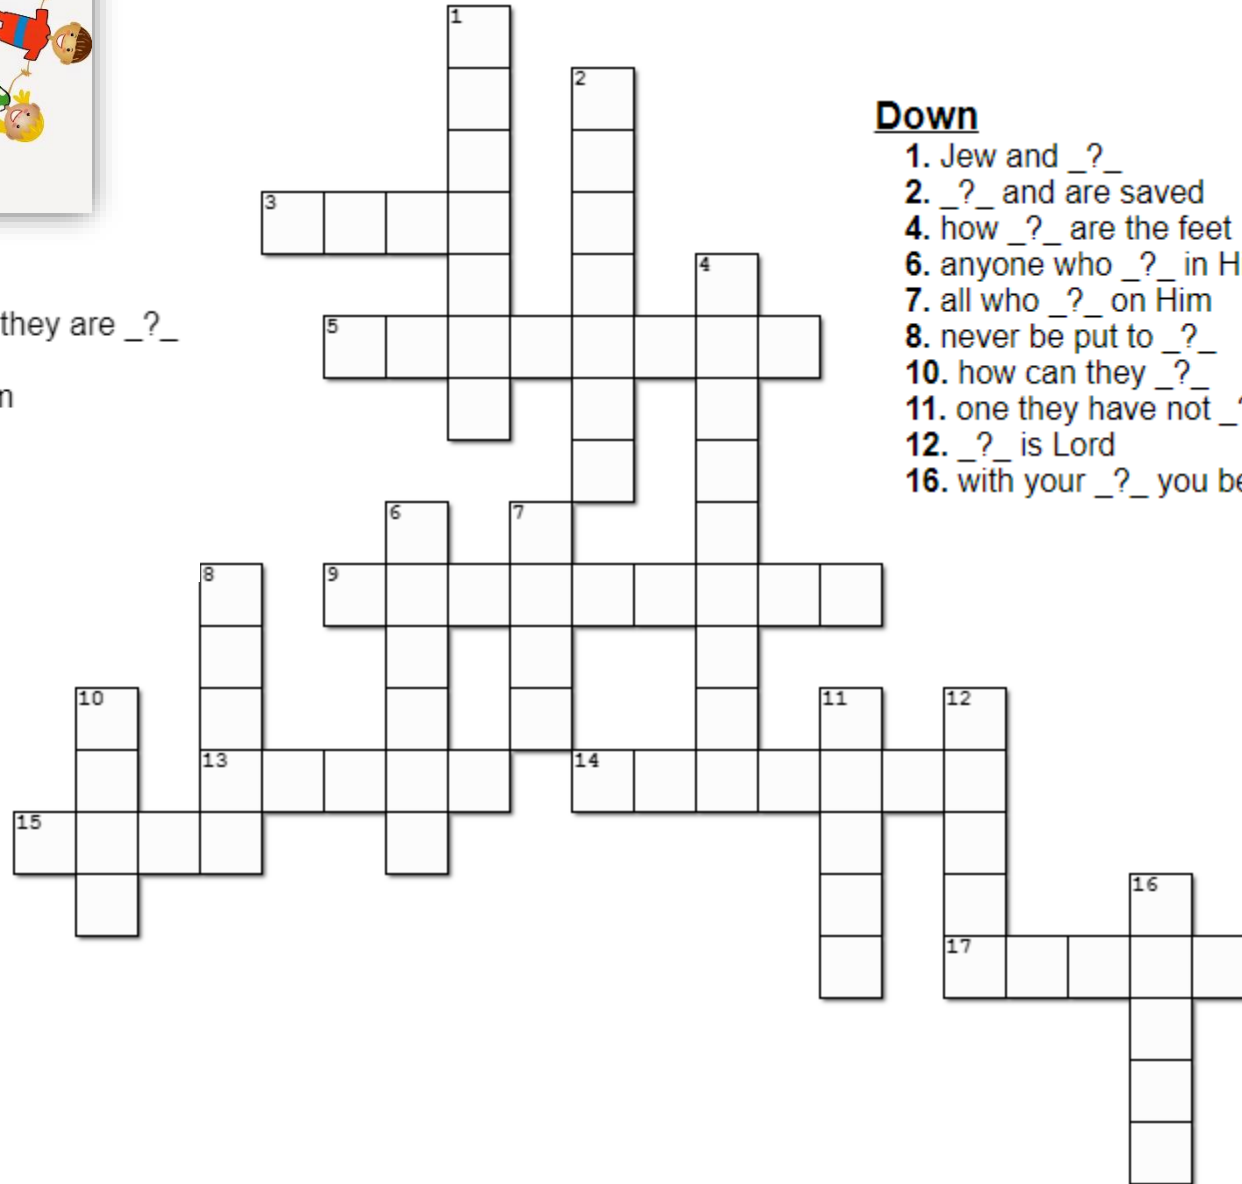 1
2
3
4
5
6
7
8
9
10
11
12
13
14
15
16
17
they are _?_
n
Down
1. Jew and _?_
2. _?_ and are saved
4. how _?_ are the feet
6. anyone who _?_ in H
7. all who _?_ on Him
8. never be put to _?_
10. how can they _?_
11. one they have not _
12. _?_ is Lord
16. with your _?_ you be